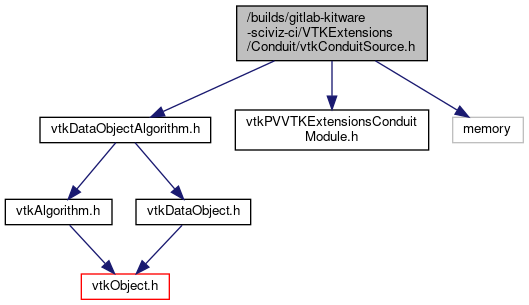 /builds/gitlab-kitware
-sciviz-ci/VTKExtensions
/Conduit/vtkConduitSource.h
vtkDataObjectAlgorithm.h
vtkPVVTKExtensionsConduit
Module.h
memory
vtkAlgorithm.h
vtkDataObject.h
vtkObject.h